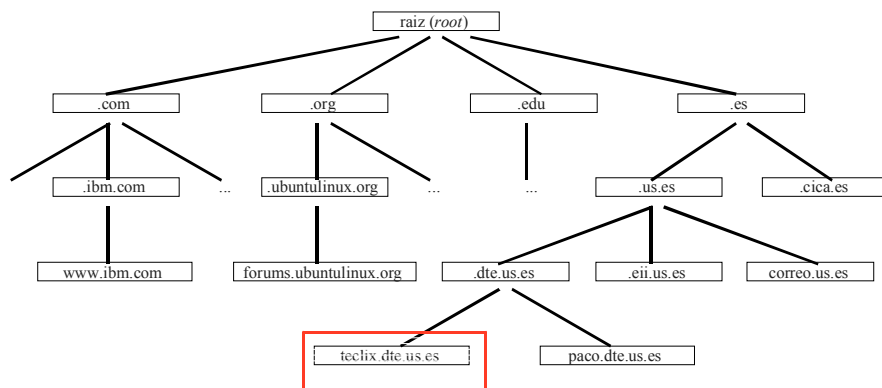 raiz (root)
.com .org .edu .es
.ibm.com ... .ubuntulinux.org ... ... .us.es .cica.es
www.ibm.com forums.ubuntulinux.org .dte.us.es .eii.us.es correo.us.es
teclix.dte.us.es paco.dte.us.es